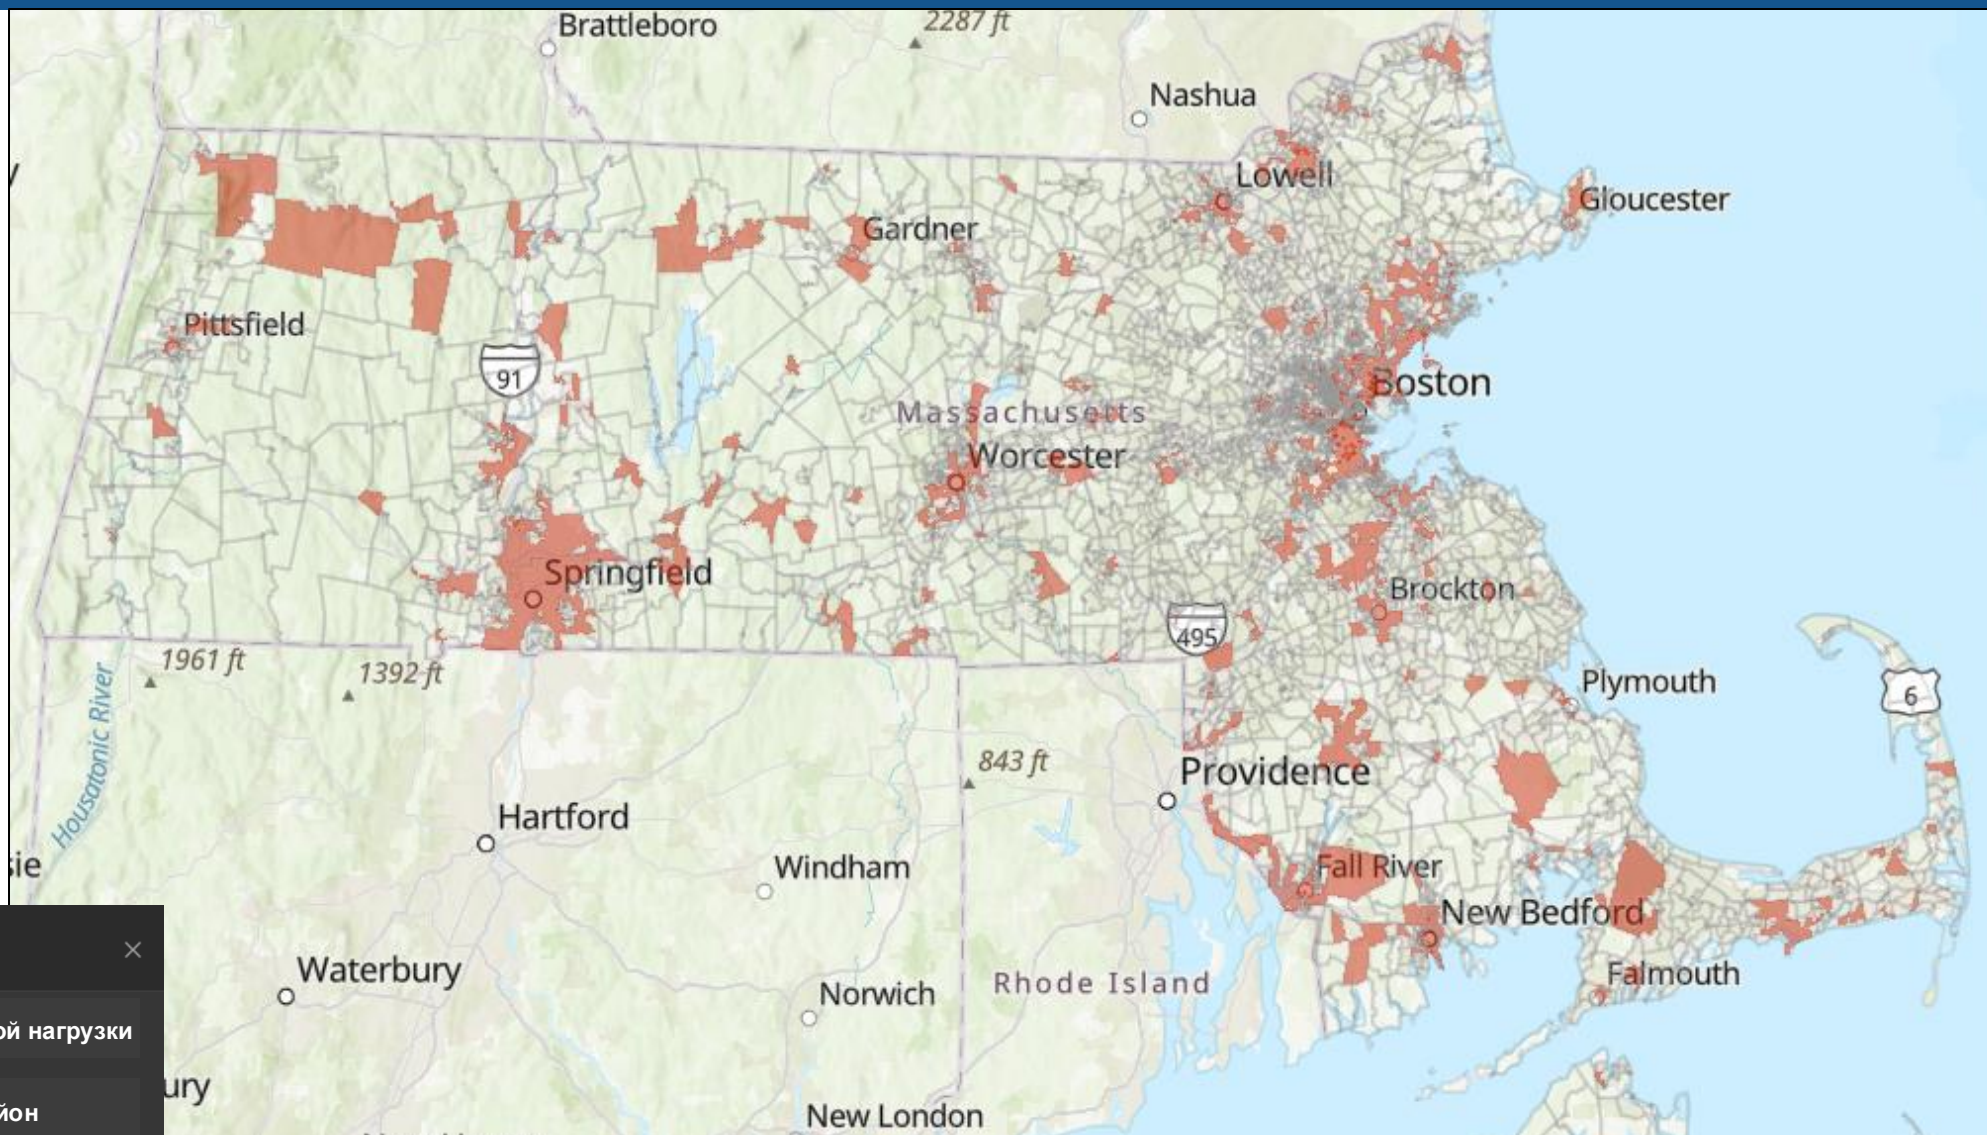 Brattleboro
2287 ft
Nashua
Lowell
Gloucester
Gardner
Pittsfield
91
Boston
Massachusetts
Worcester
Springfield
Brockton
495
1961 ft
1392 ft
Plymouth
6
Housatonic River
843 ft
Providence
Hartford
Fall River
Windham
New Bedford
Waterbury
Falmouth
Norwich
Rhode Island
ой нагрузки
ury
йон
New London